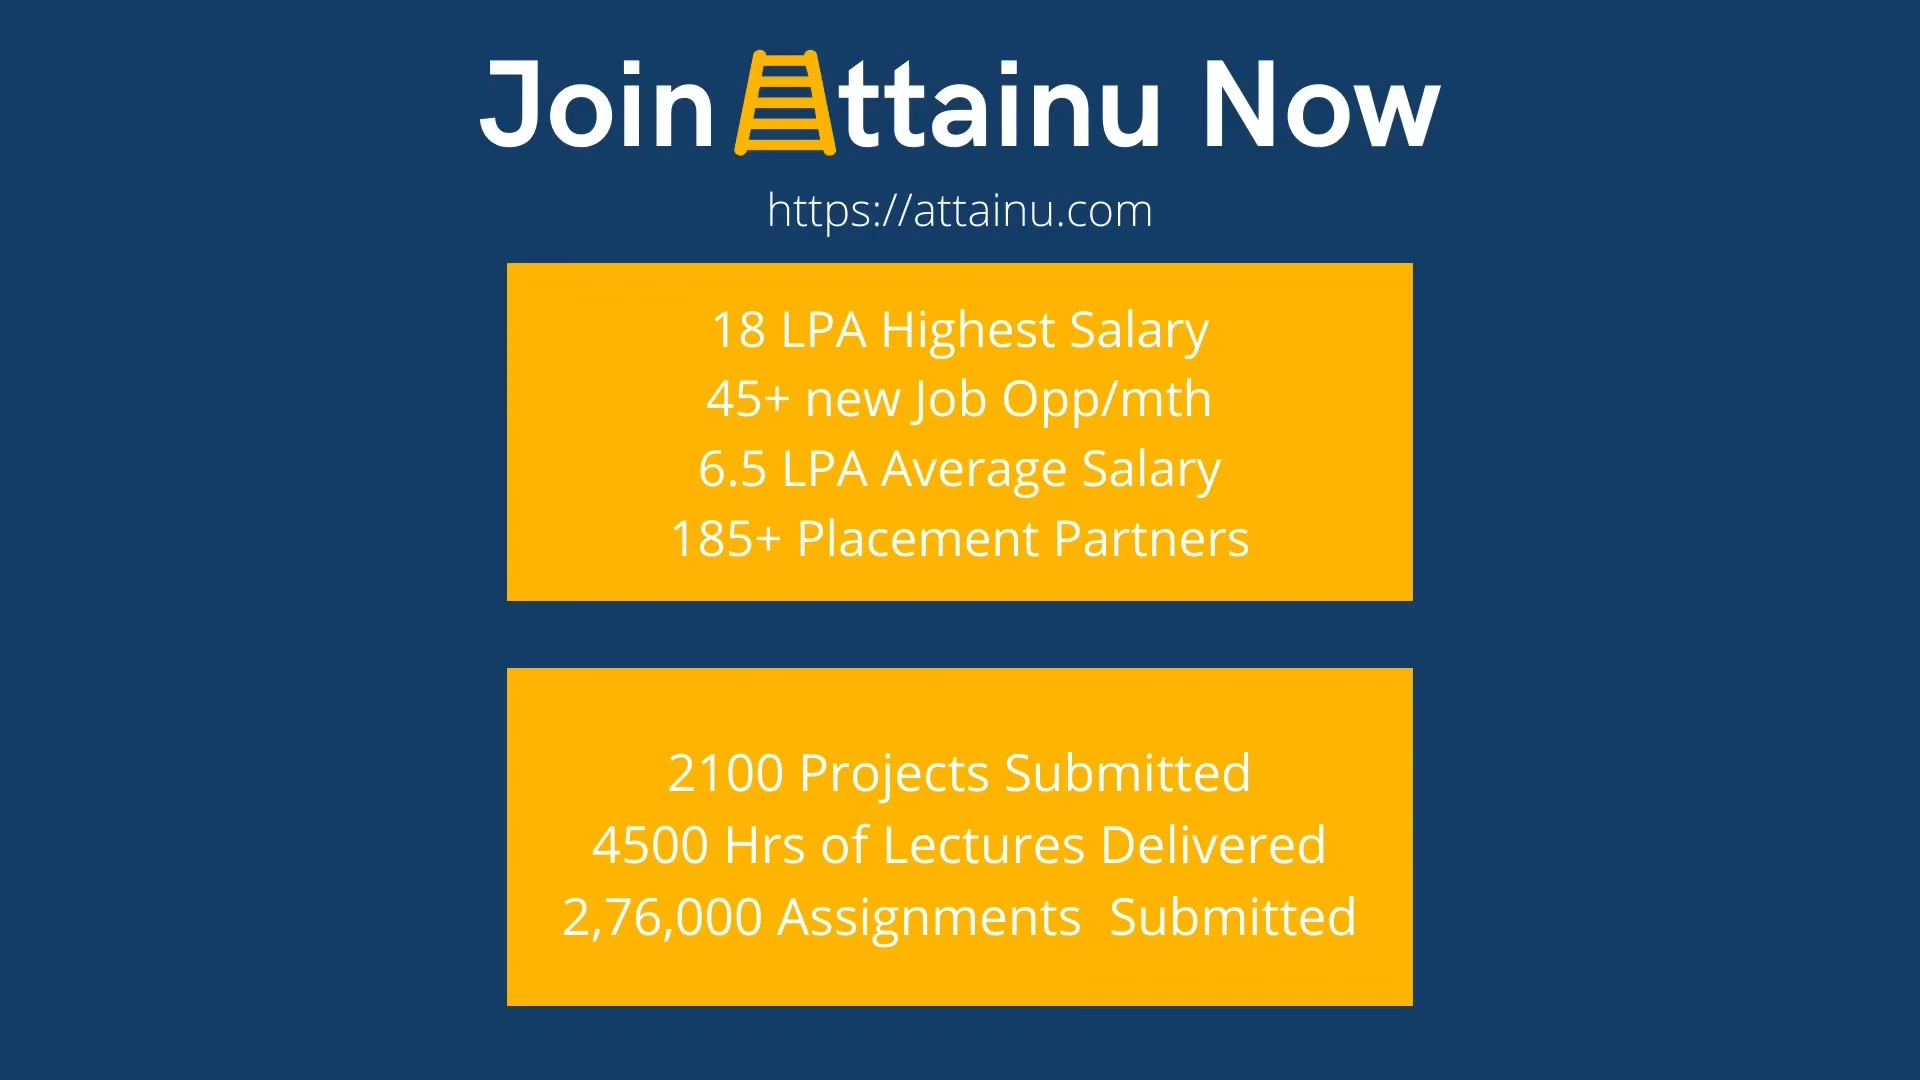 Join Attainu Now
https://attainu.com
18 LPA Highest Salary
45+ new Job Opp/mth
6.5 LPA Average Salary
185+ Placement Partners
2100 Projects Submitted
4500 Hrs of Lectures Delivered
2,76,000 Assignments  Submitted